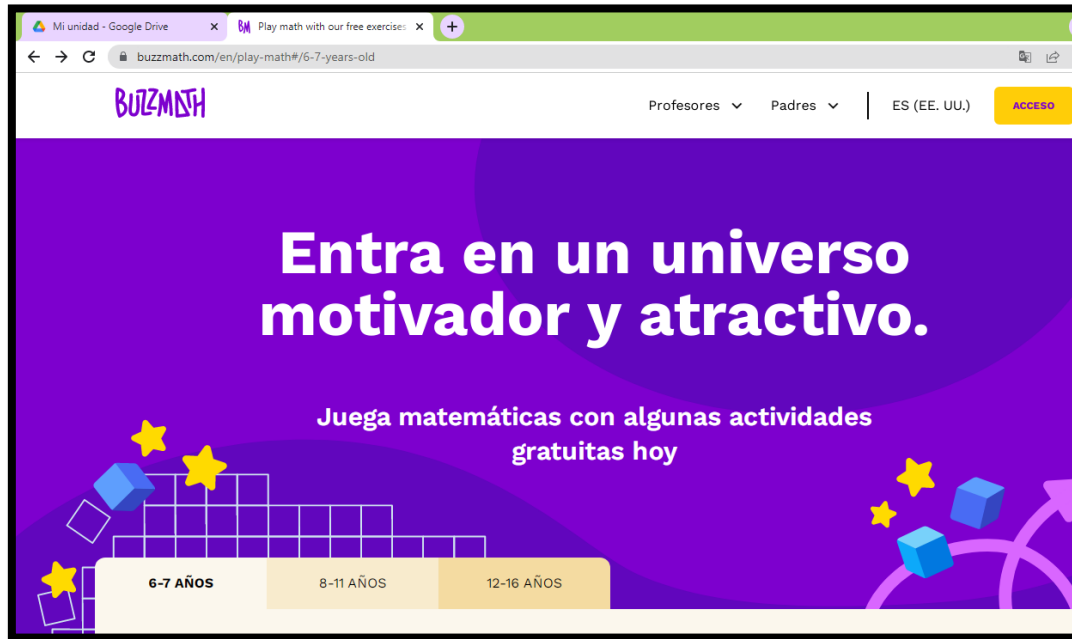 Mi unidad - Google Drive
BM Play math with our free exercises
buzzmath.com/en/play-math#/6-7-years-old
BUZZMATH
Profesores Padres ES (EE. UU.) ACCESO
Entra en un universo
motivador y atractivo.
Juega matemáticas con algunas actividades
gratuitas hoy
6-7 AÑOS 8-11 AÑOS 12-16 AÑOS